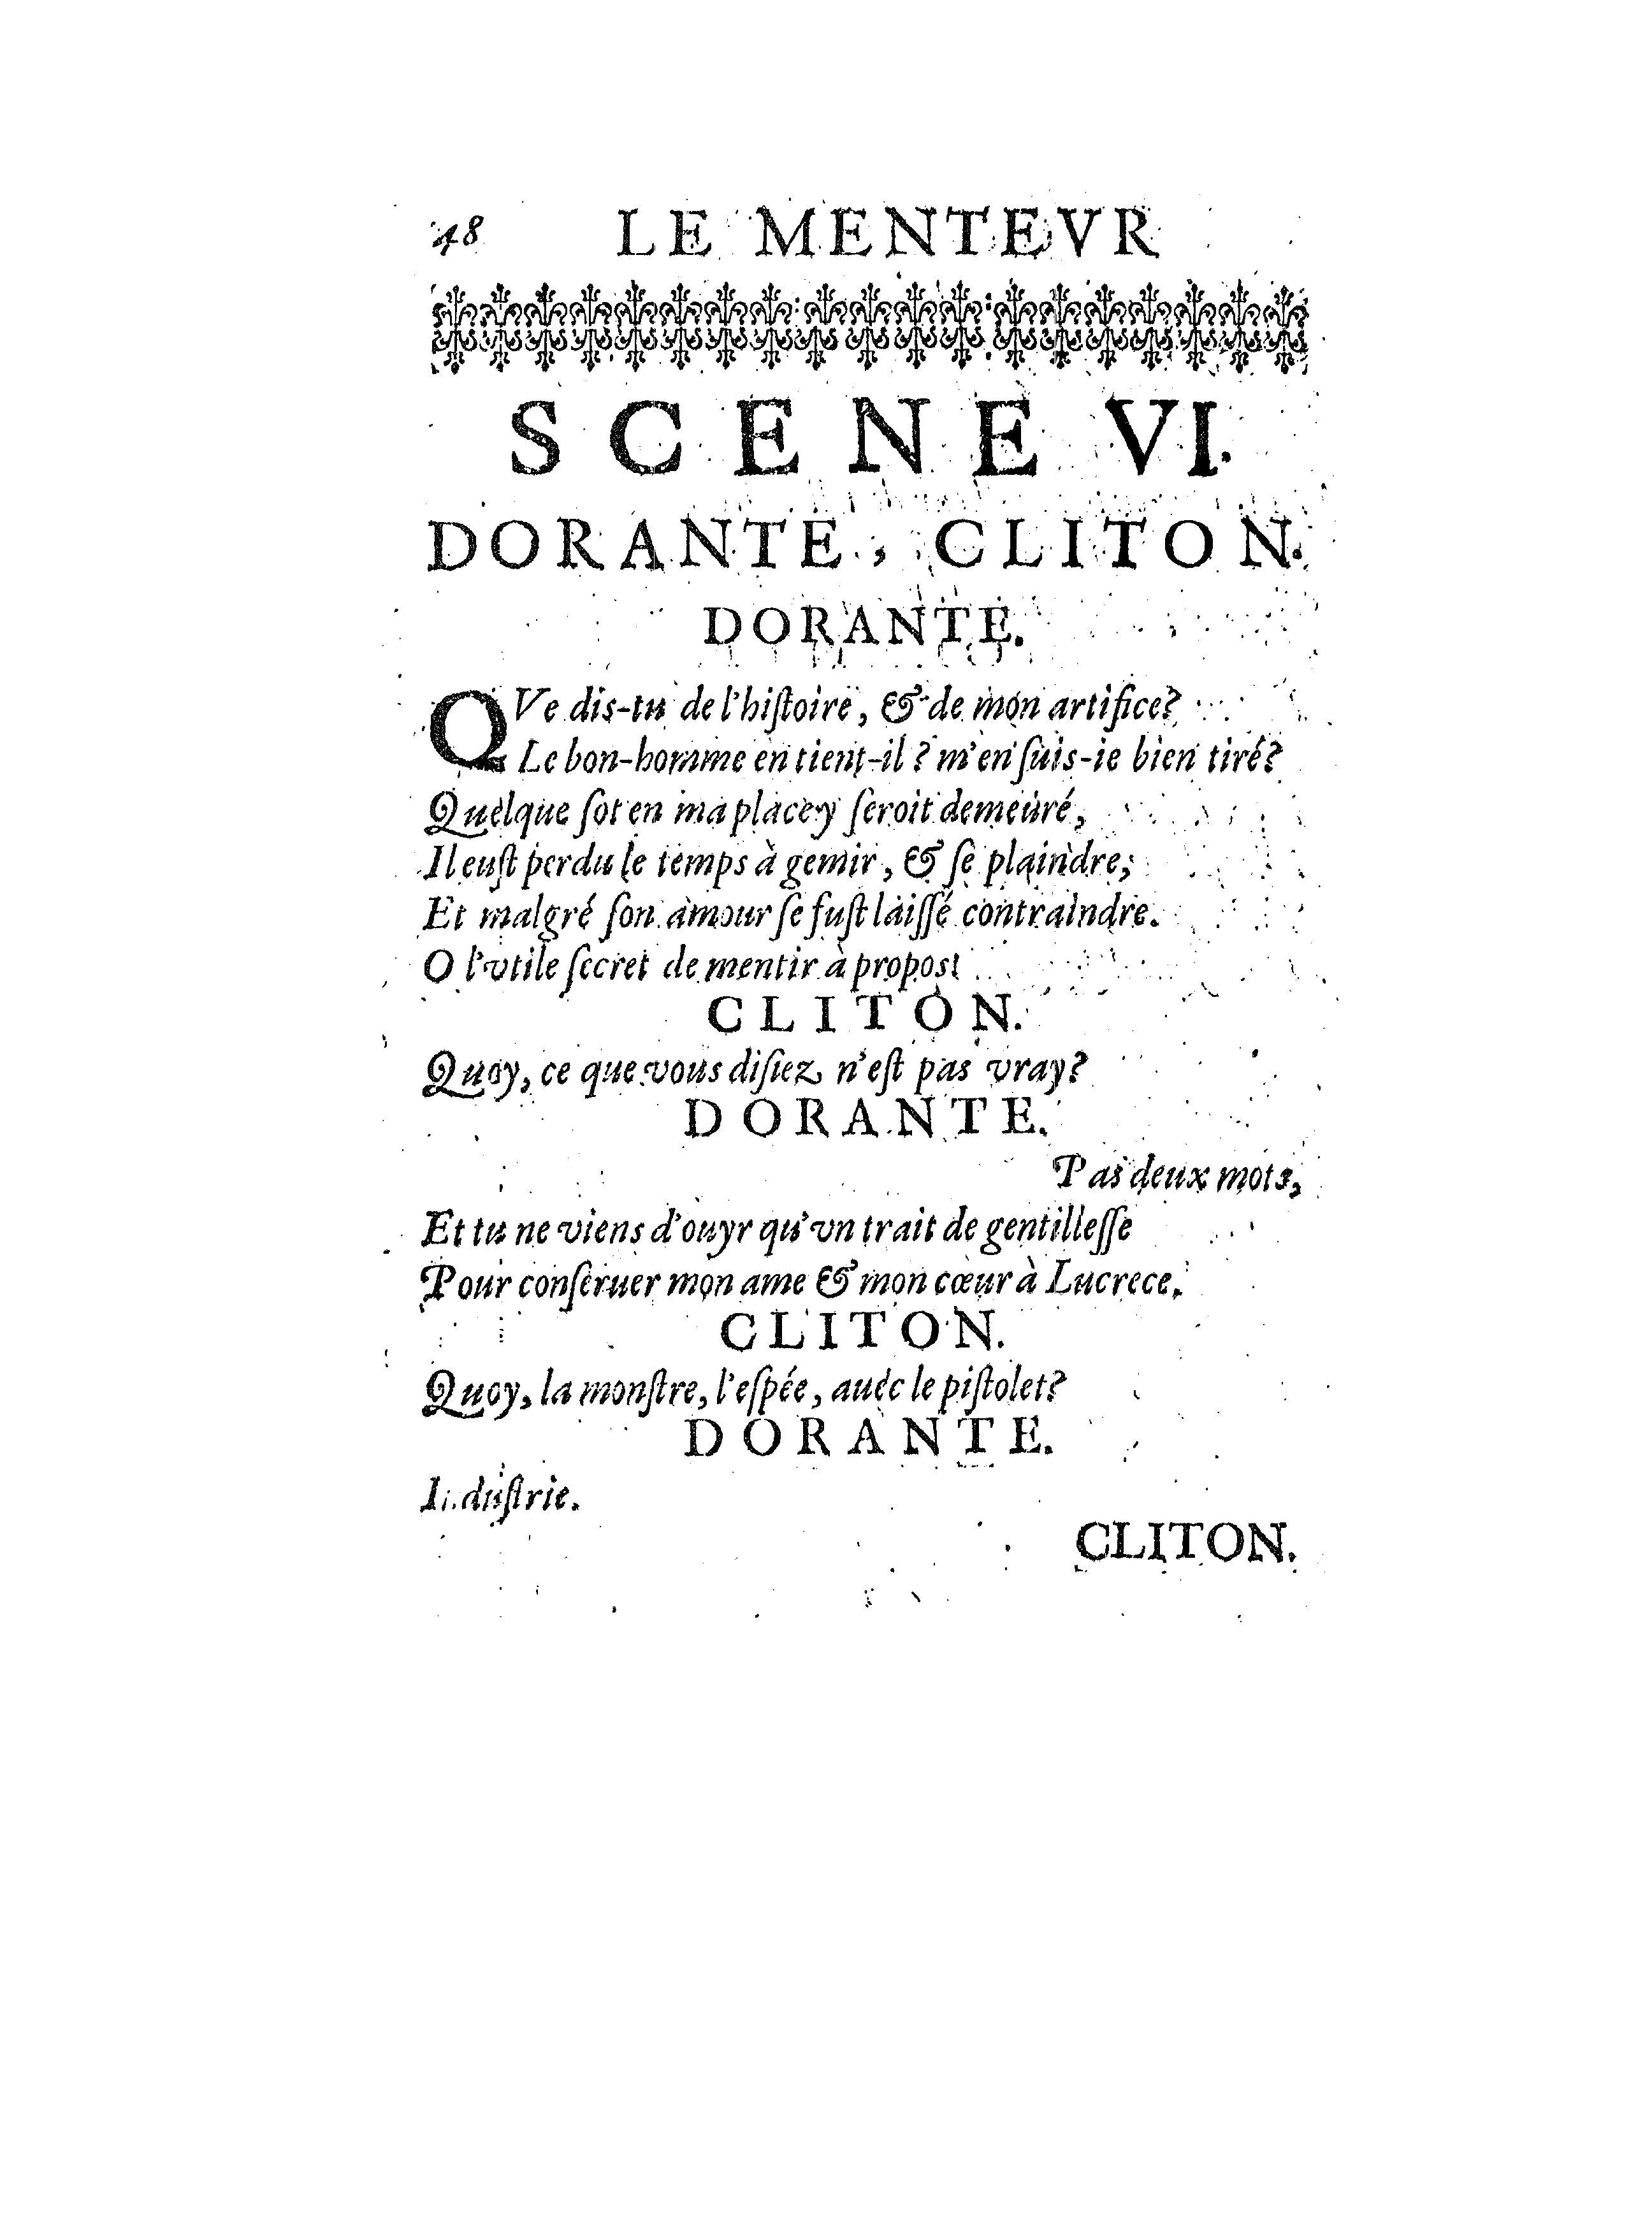 48 LE MENTEVR
SCENE VI.
DORANTE, CLITON.
DORANTE.
QVe dis-tu de l'hiſtoire, & de mon artifice?
Le bon-homme en tient-il? m'en ſuis-ie bien tiré?
Quelque ſot en ma place y ſeroit demeuré,
Il euſt perdu le temps à gemir, & ſe plaindre,
Et malgré ſon amour ſe fuſt laiſſé contraindre.
O l'vtile ſecret de mentir à propos!
CLITON.
Quoy, ce que vous diſiez n'eſt pas vray?
DORANTE.
Pas deux mots,
Et tu ne viens d'ouyr qu'vn trait de gentilleſſe
Pour conſeruer mon ame & mon cœur à Lucrece.
CLITON.
Quoy, la monſtre, l'eſpée, auec le piſtolet?
DORANTE.
Induſtrie.
CLITON.